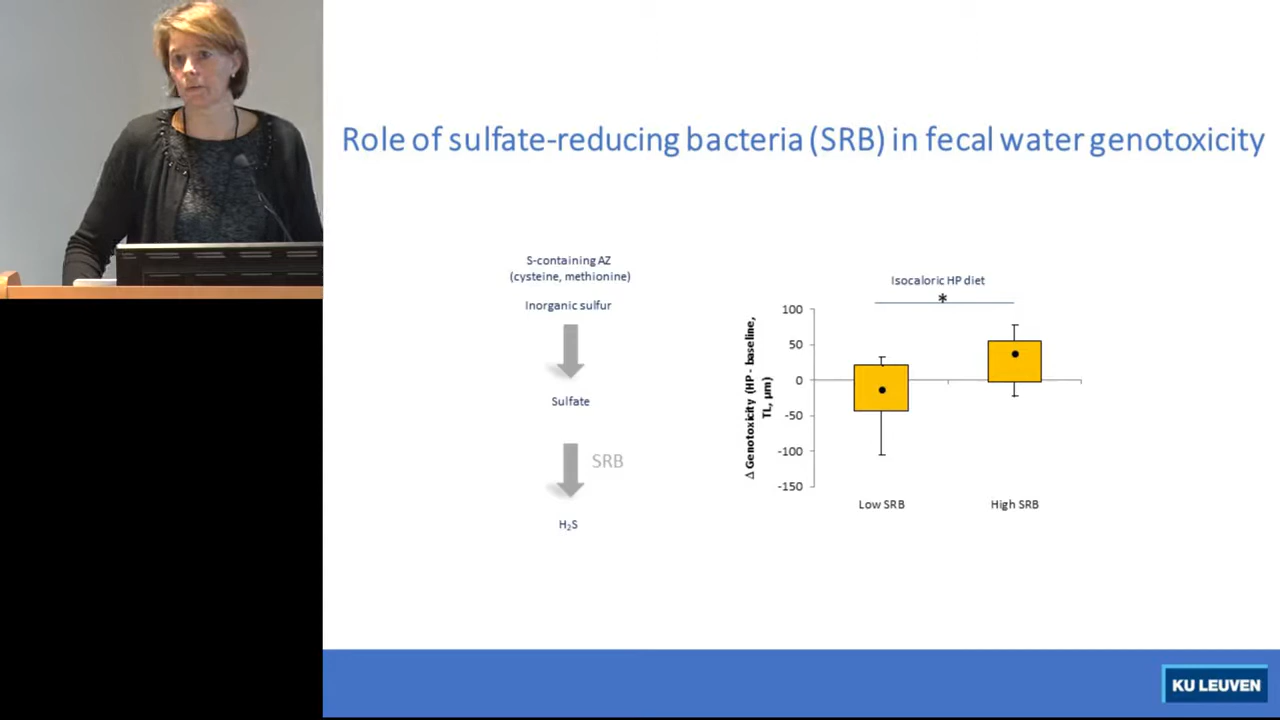 Role of sulfate-reducing bacteria (SRB) in fecal water genotoxicity
S-containing AZ
(cysteine, methionine)
Inorganic sulfur
Sulfate
SRB
H₂S
Isocaloric HP diet
*
Δ Genotoxicity (HP - baseline,
TL, µm)
100
50
0
-50
-100
-150
Low SRB
High SRB
KU LEUVEN